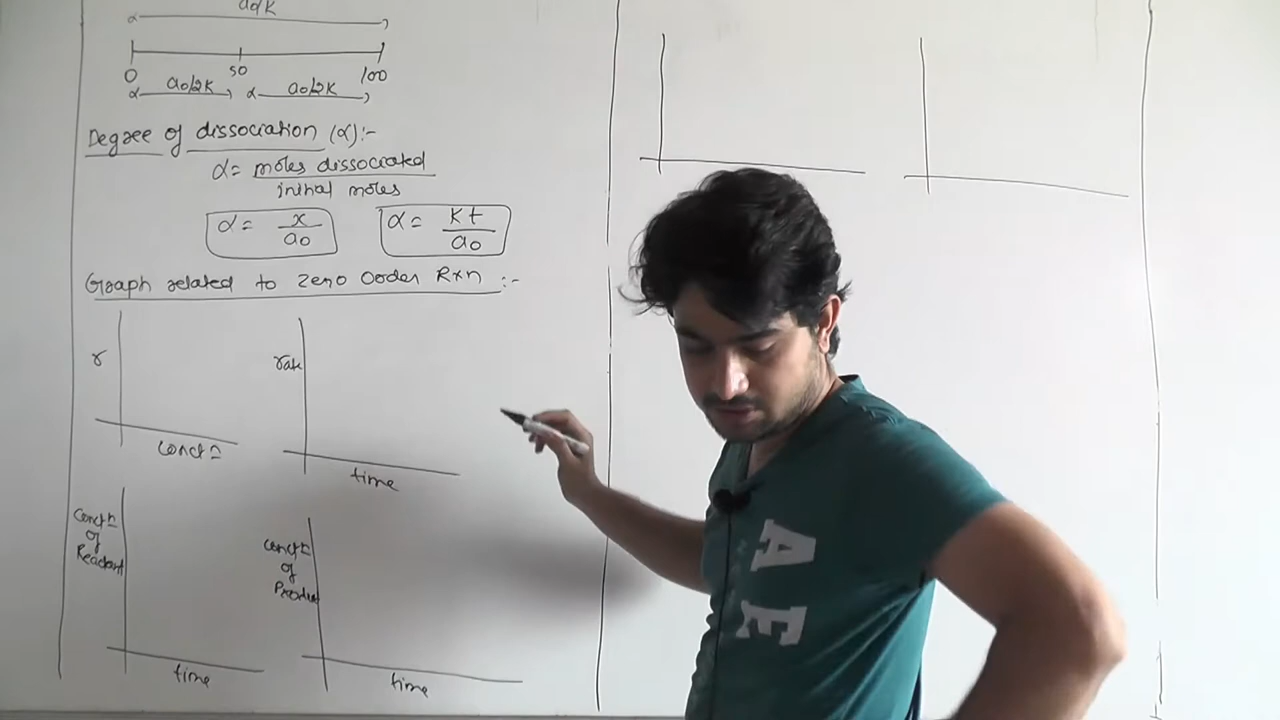 a0/K
0 50 100
a0/2K a0/2K
Degree of dissociation (α):-
α = moles dissociated
initial moles
α = x
a0
α = Kt
a0
Graph related to Zero Order Rxn :-
r rate
concn
time
concn
of
Reactant
concn
of
Product
time time
A
E